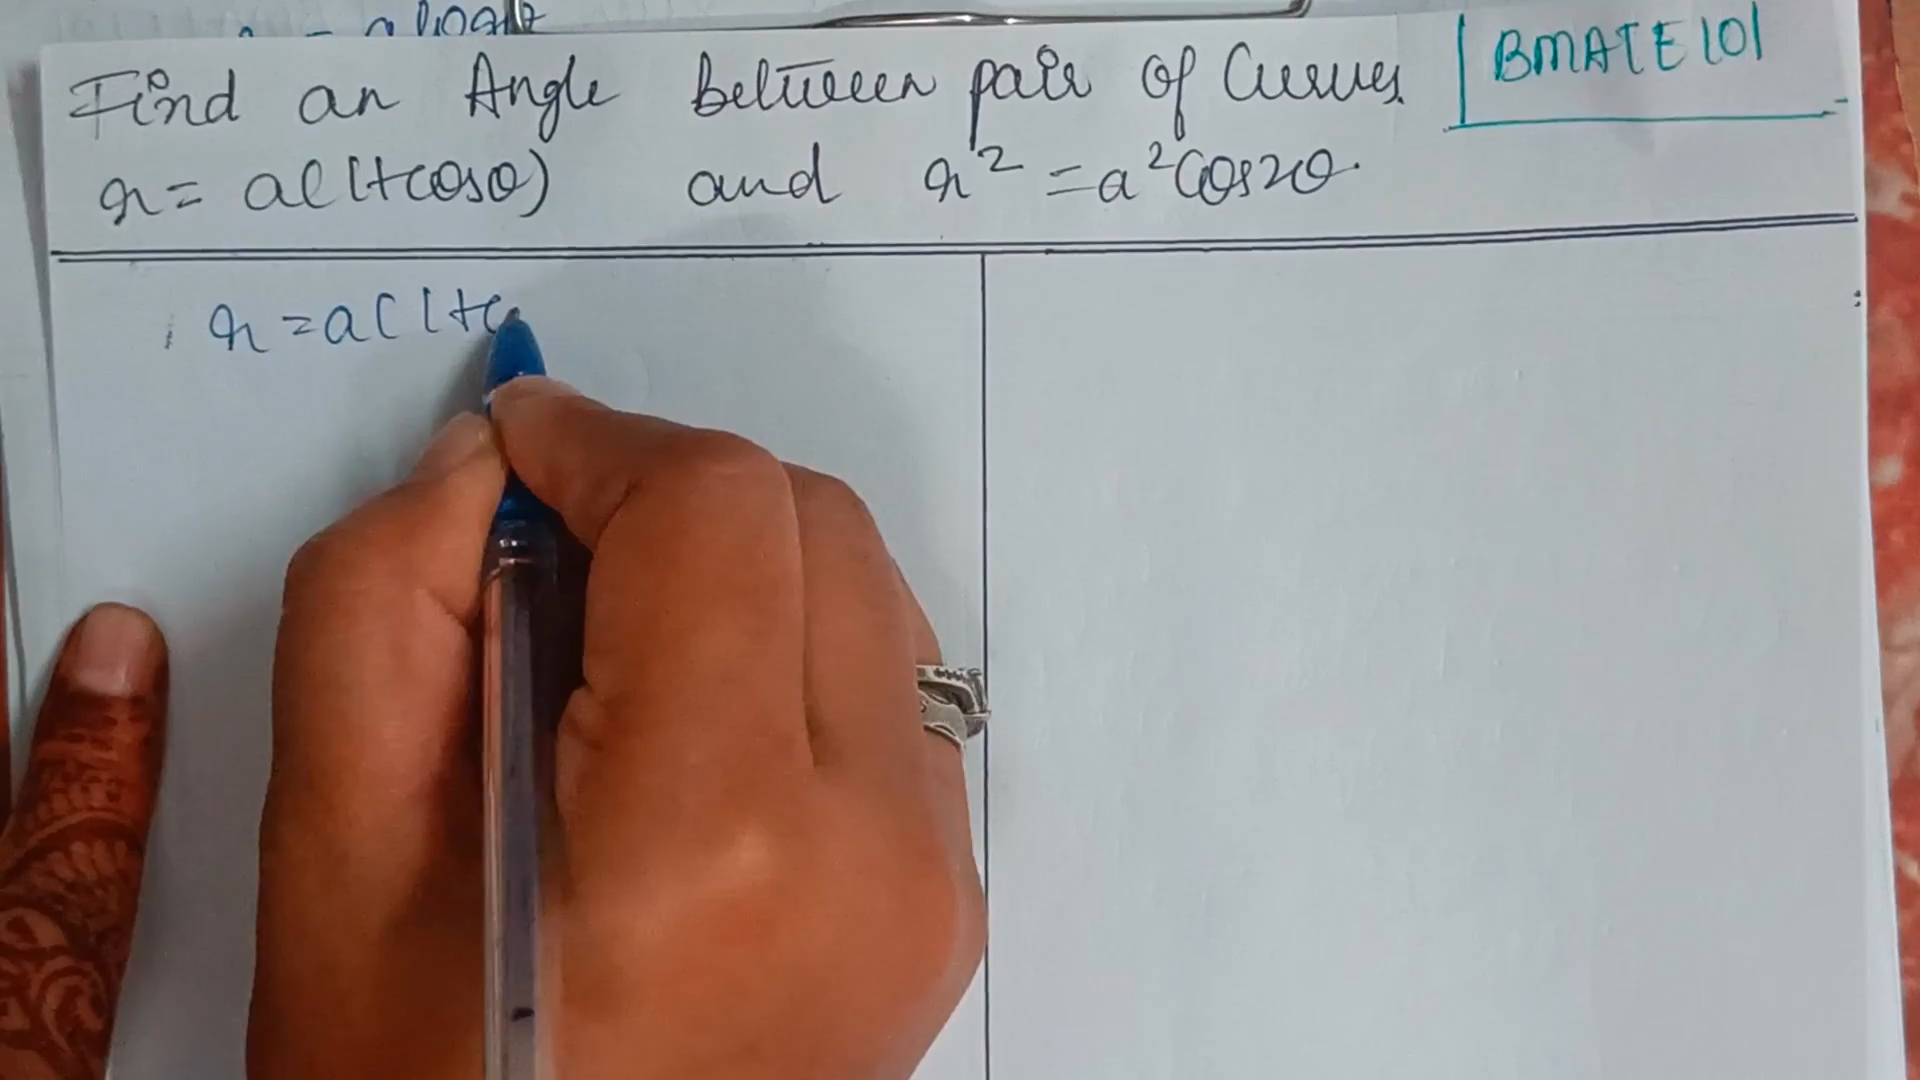 Find an Angle between pair of Curves. BMATE101
r = a(1+cosθ) and r² = a²Cos2θ.
r = a(1+c